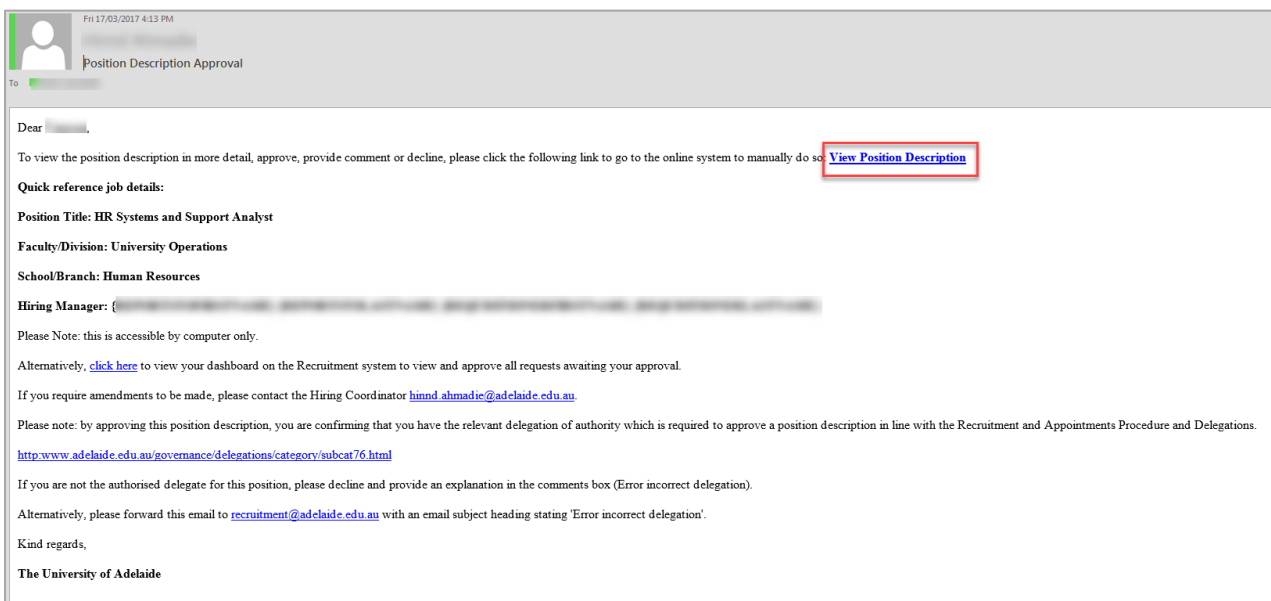 Fri 17/03/2017 4:13 PM
Position Description Approval
To
Dear ,
To view the position description in more detail, approve, provide comment or decline, please click the following link to go to the online system to manually do so: View Position Description
Quick reference job details:
Position Title: HR Systems and Support Analyst
Faculty/Division: University Operations
School/Branch: Human Resources
Hiring Manager: {
Please Note: this is accessible by computer only.
Alternatively, click here to view your dashboard on the Recruitment system to view and approve all requests awaiting your approval.
If you require amendments to be made, please contact the Hiring Coordinator hinnd.ahmadie@adelaide.edu.au.
Please note: by approving this position description, you are confirming that you have the relevant delegation of authority which is required to approve a position description in line with the Recruitment and Appointments Procedure and Delegations.
http:www.adelaide.edu.au/governance/delegations/category/subcat76.html
If you are not the authorised delegate for this position, please decline and provide an explanation in the comments box (Error incorrect delegation).
Alternatively, please forward this email to recruitment@adelaide.edu.au with an email subject heading stating 'Error incorrect delegation'.
Kind regards,
The University of Adelaide